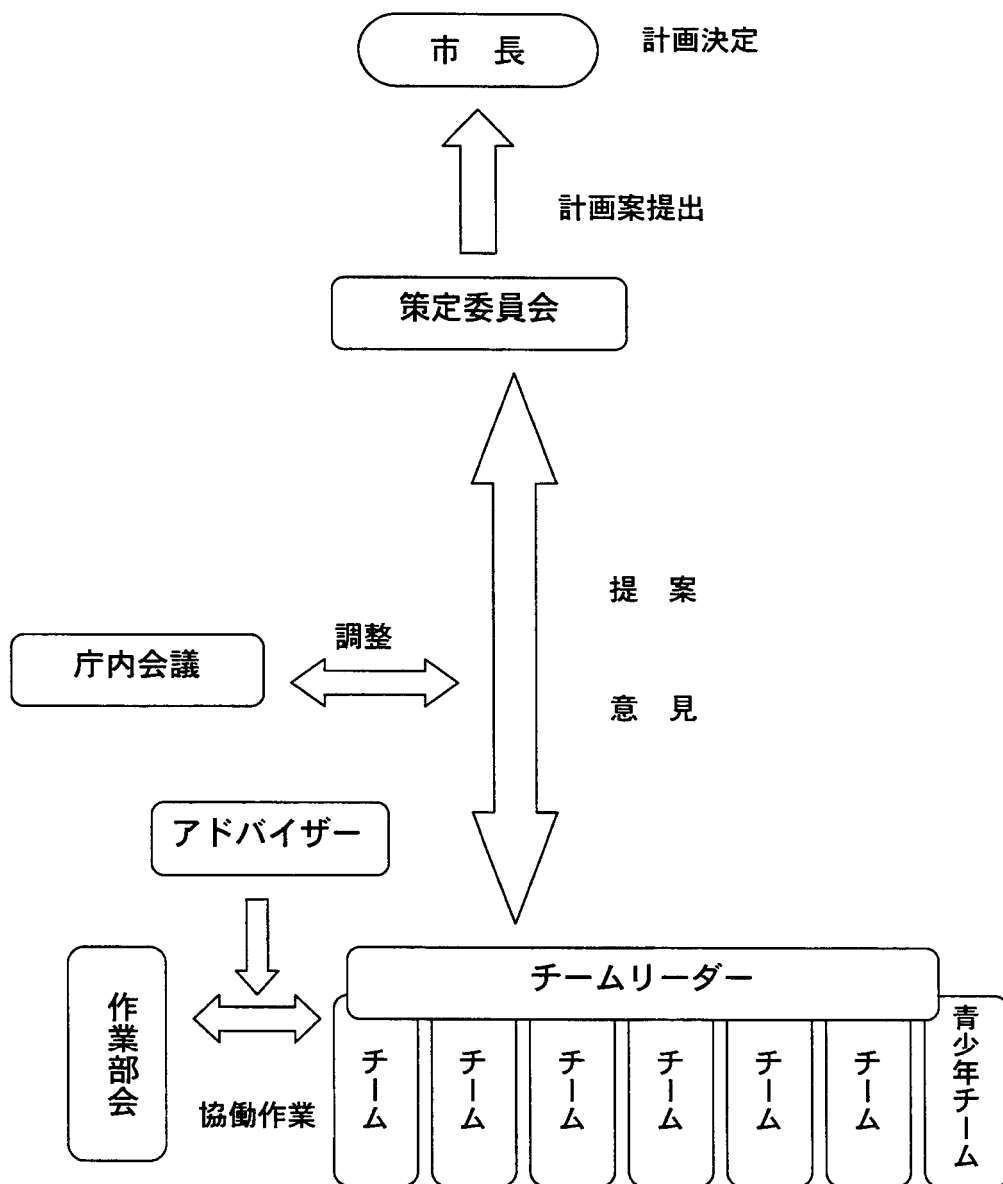 市　長
計画決定
計画案提出
策定委員会
提　案
調整
庁内会議
意　見
アドバイザー
チームリーダー
作業部会
協働作業
チーム
チーム
チーム
チーム
チーム
チーム
青少年チーム